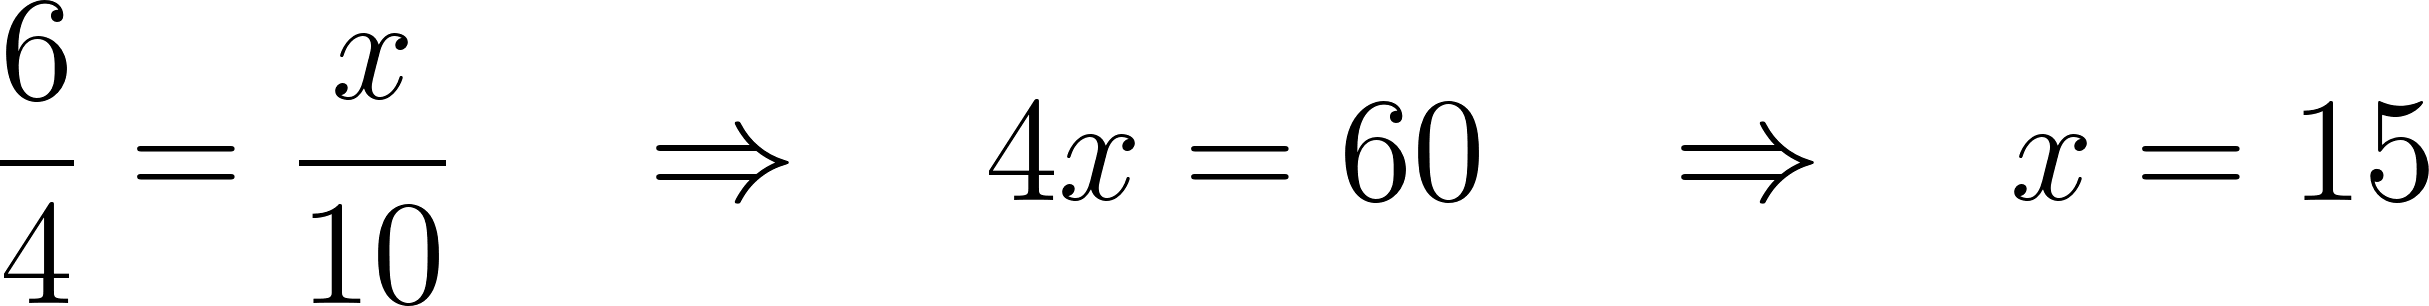 6/4 = x/10 ⇒ 4x = 60 ⇒ x = 15